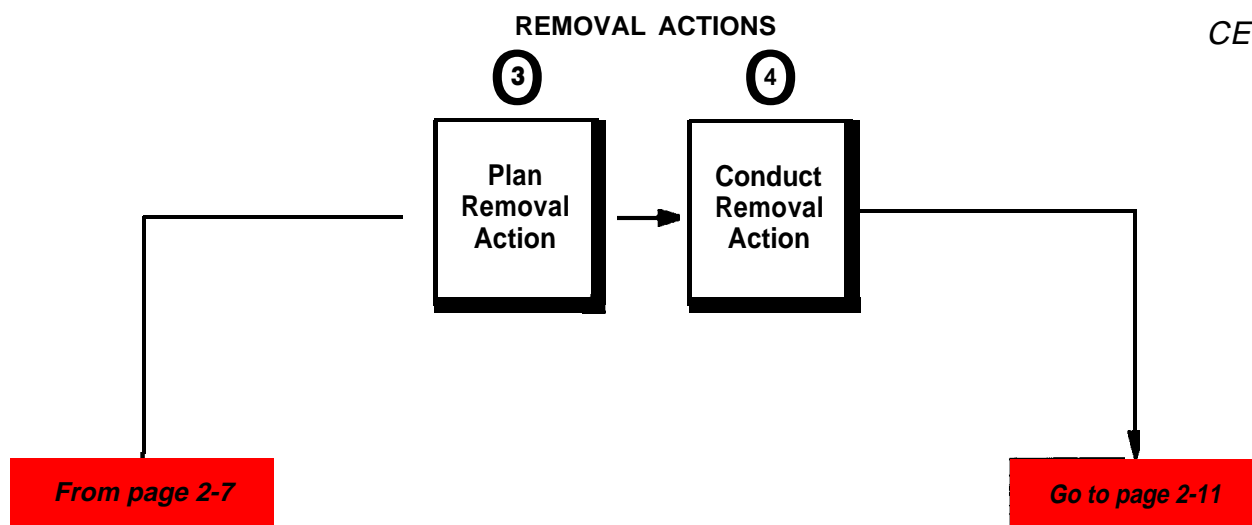 REMOVAL ACTIONS
CE
3
4
Plan
Removal
Action
Conduct
Removal
Action
From page 2-7
Go to page 2-11